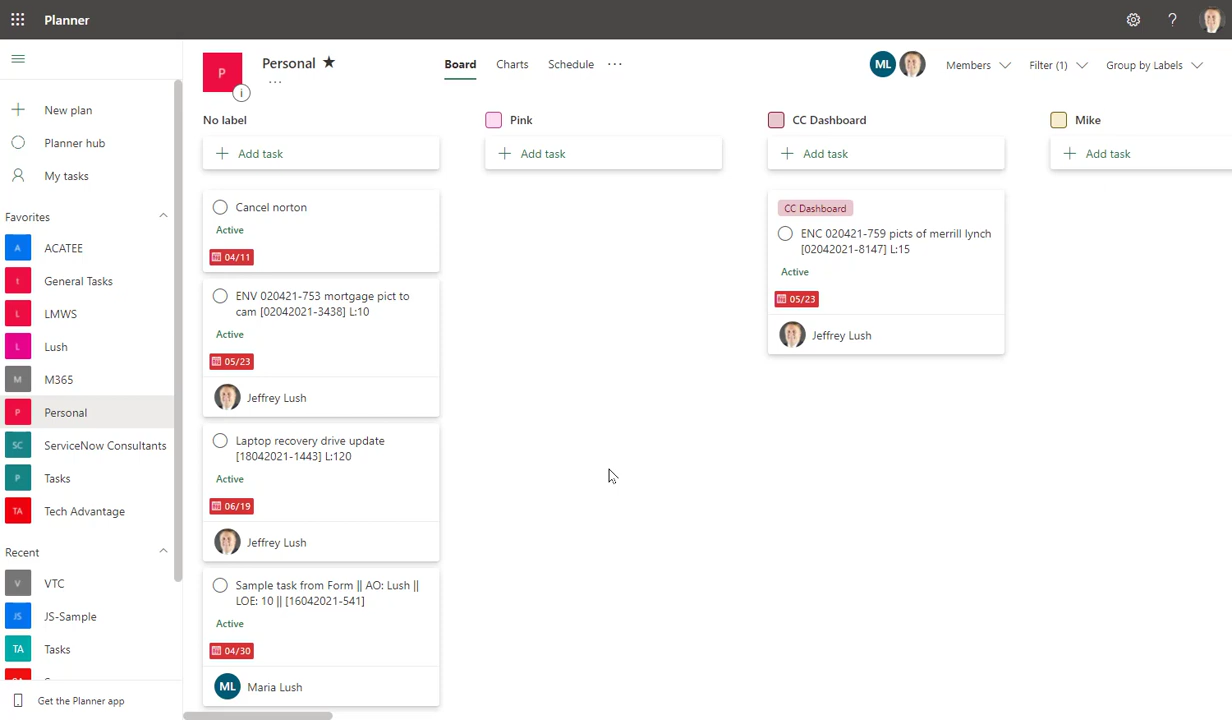 Planner
?
P
Personal ★
...
i
Board
Charts
Schedule
...
ML
Members
Filter (1)
Group by Labels
New plan
Planner hub
My tasks
Favorites
A ACATEE
t General Tasks
L LMWS
L Lush
M M365
P Personal
SC ServiceNow Consultants
P Tasks
TA Tech Advantage
Recent
V VTC
JS JS-Sample
TA Tasks
Get the Planner app
No label
+ Add task
Cancel norton
Active
04/11
ENV 020421-753 mortgage pict to
cam [02042021-3438] L:10
Active
05/23
Jeffrey Lush
Laptop recovery drive update
[18042021-1443] L:120
Active
06/19
Jeffrey Lush
Sample task from Form || AO: Lush ||
LOE: 10 || [16042021-541]
Active
04/30
ML Maria Lush
Pink
+ Add task
CC Dashboard
+ Add task
CC Dashboard
ENC 020421-759 picts of merrill lynch
[02042021-8147] L:15
Active
05/23
Jeffrey Lush
Mike
+ Add task